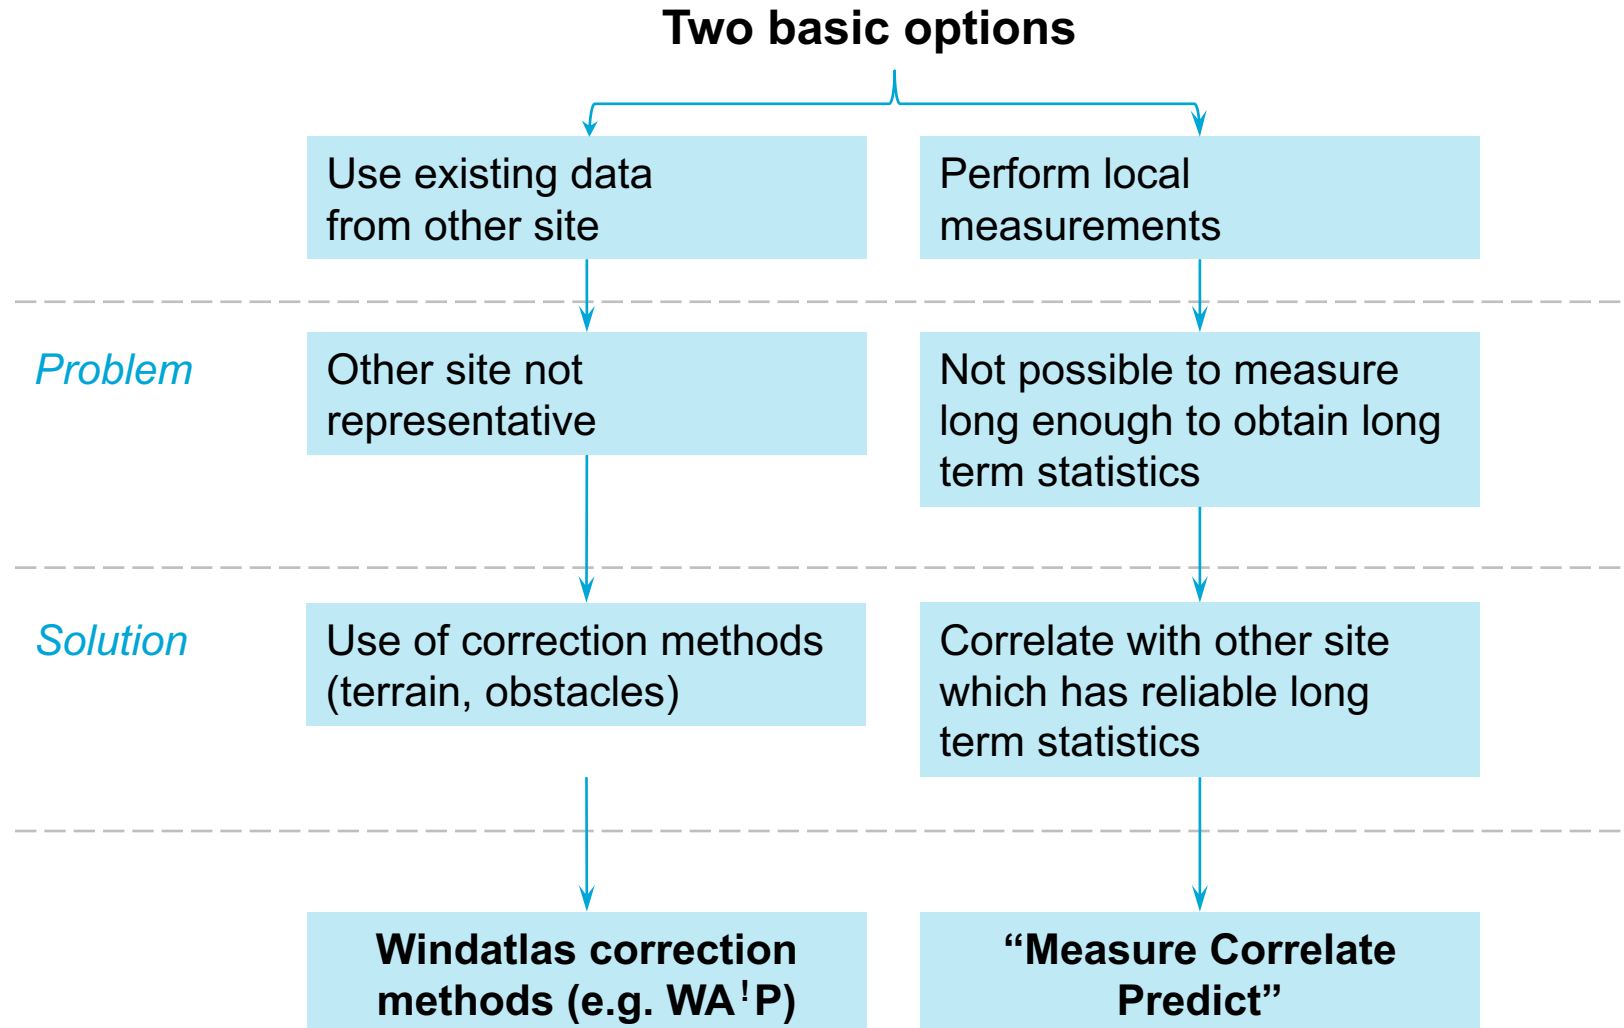 Two basic options
Use existing data
from other site
Perform local
measurements
Problem
Other site not
representative
Not possible to measure
long enough to obtain long
term statistics
Solution
Use of correction methods
(terrain, obstacles)
Correlate with other site
which has reliable long
term statistics
Windatlas correction
methods (e.g. WA!P)
“Measure Correlate
Predict”